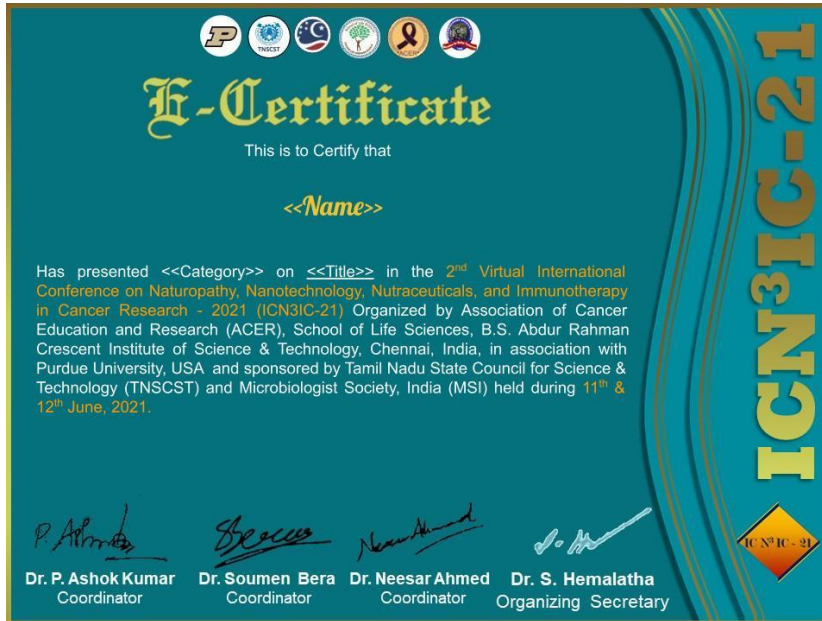 P
TNSCST
ACER
E-Certificate
This is to Certify that
<<Name>>
Has presented <<Category>> on <<Title>> in the 2nd Virtual International
Conference on Naturopathy, Nanotechnology, Nutraceuticals, and Immunotherapy
in Cancer Research - 2021 (ICN3IC-21) Organized by Association of Cancer
Education and Research (ACER), School of Life Sciences, B.S. Abdur Rahman
Crescent Institute of Science & Technology, Chennai, India, in association with
Purdue University, USA and sponsored by Tamil Nadu State Council for Science &
Technology (TNSCST) and Microbiologist Society, India (MSI) held during 11th &
12th June, 2021.
Dr. P. Ashok Kumar
Coordinator
Dr. Soumen Bera
Coordinator
Dr. Neesar Ahmed
Coordinator
Dr. S. Hemalatha
Organizing Secretary
ICN³IC-21
IC N³ IC - 21